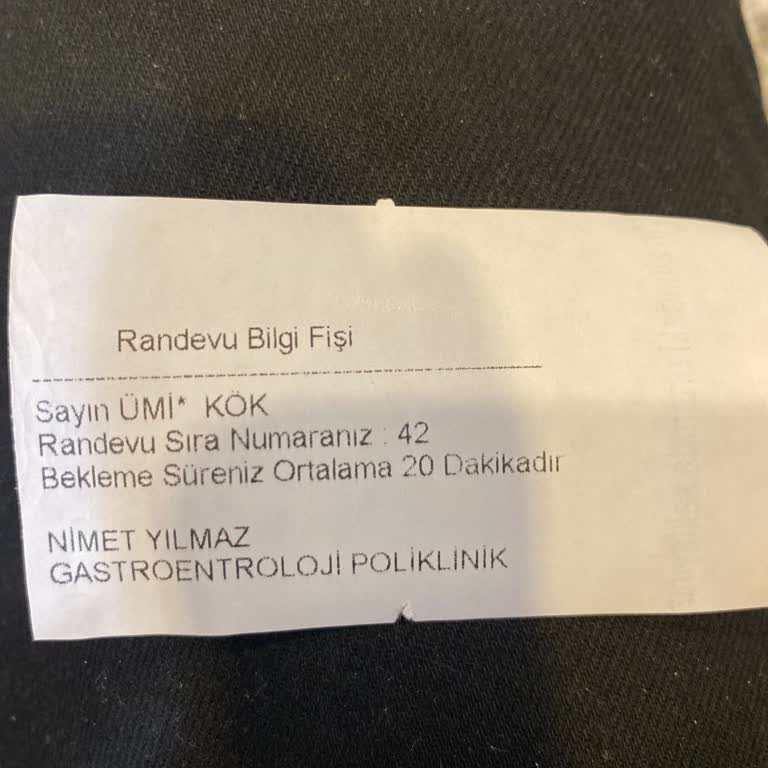 Randevu Bilgi Fişi
Sayın ÜMİ* KÖK
Randevu Sıra Numaranız : 42
Bekleme Süreniz Ortalama 20 Dakikadır
NİMET YILMAZ
GASTROENTROLOJİ POLİKLİNİK